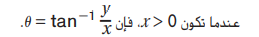 عندما تكون x > 0، فإن θ = tan⁻¹ y/x.